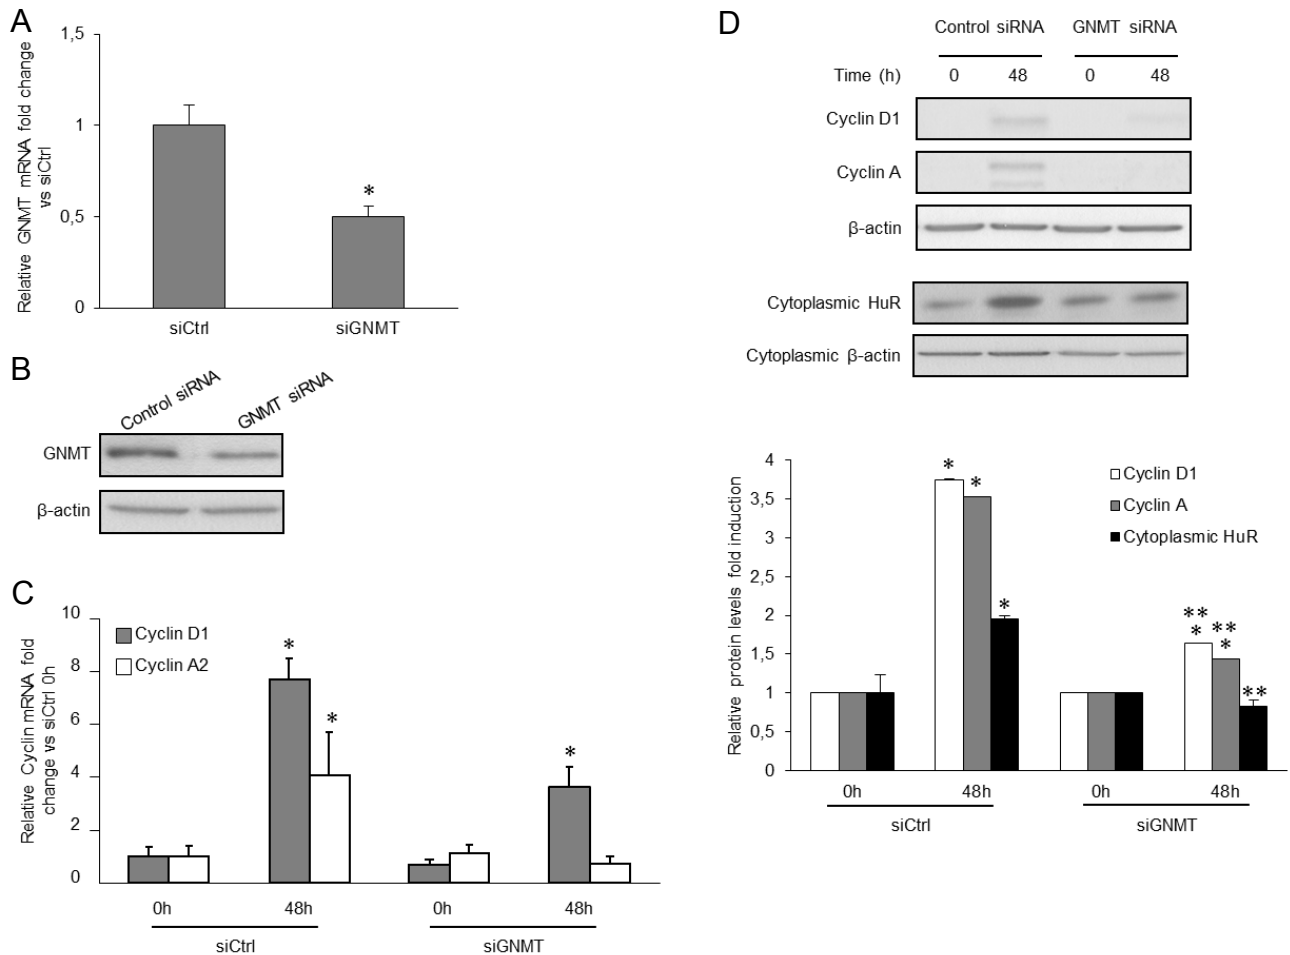 A
Relative GNMT mRNA fold change
vs siCtrl
1,5
1
0,5
0
*
siCtrl
siGNMT
B
Control siRNA
GNMT siRNA
GNMT
β-actin
C
Relative Cyclin mRNA fold
change vs siCtrl 0h
10
8
6
4
2
0
Cyclin D1
Cyclin A2
*
*
*
0h
48h
0h
48h
siCtrl
siGNMT
D
Control siRNA
GNMT siRNA
Time (h)
0
48
0
48
Cyclin D1
Cyclin A
β-actin
Cytoplasmic HuR
Cytoplasmic β-actin
Relative protein levels fold induction
4
3,5
3
2,5
2
1,5
1
0,5
0
Cyclin D1
Cyclin A
Cytoplasmic HuR
*
*
*
**
*
**
*
**
0h
48h
0h
48h
siCtrl
siGNMT